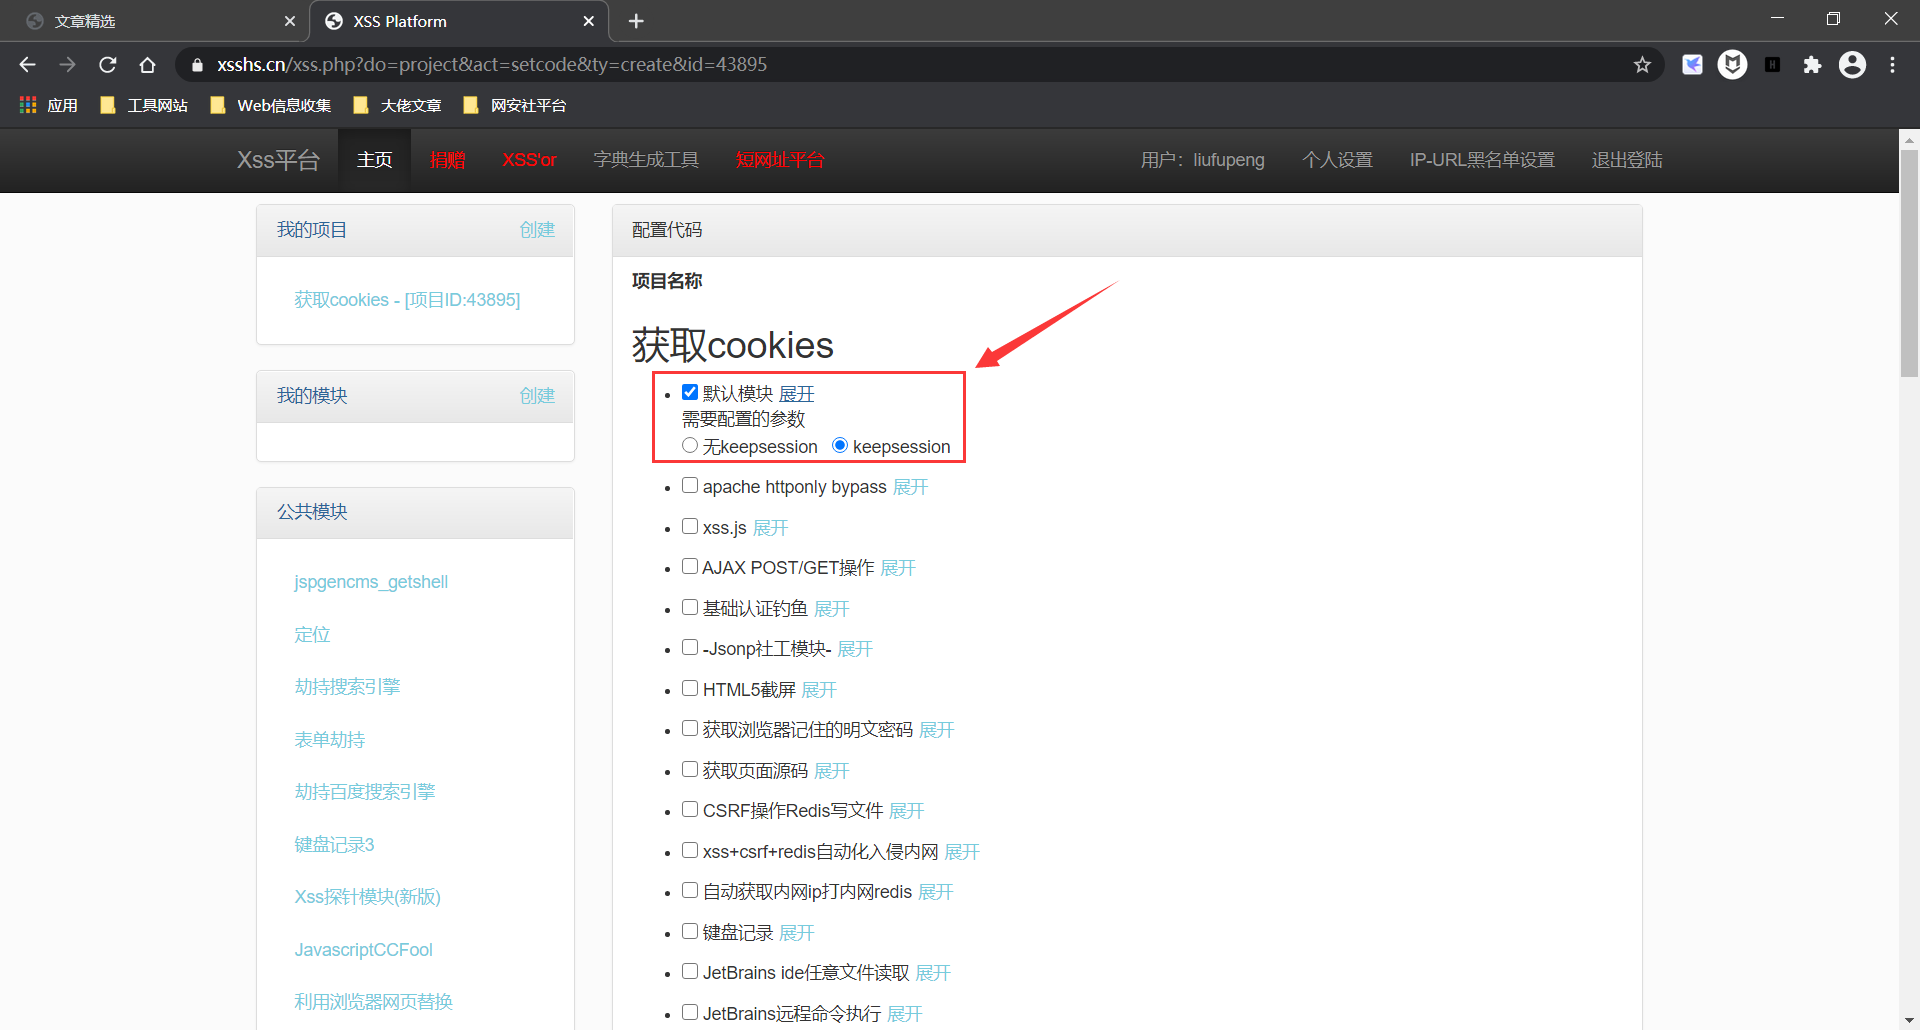 文章精选
XSS Platform
xsshs.cn/xss.php?do=project&act=setcode&ty=create&id=43895
应用 工具网站 Web信息收集 大佬文章 网安社平台
Xss平台 主页 捐赠 XSS'or 字典生成工具 短网址平台 用户：liufupeng 个人设置 IP-URL黑名单设置 退出登陆
我的项目 创建
获取cookies - [项目ID:43895]
我的模块 创建
公共模块
jspgencms_getshell
定位
劫持搜索引擎
表单劫持
劫持百度搜索引擎
键盘记录3
Xss探针模块(新版)
JavascriptCCFool
利用浏览器网页替换
配置代码
项目名称
获取cookies
默认模块 展开
需要配置的参数
无keepsession keepsession
apache httponly bypass 展开
xss.js 展开
AJAX POST/GET操作 展开
基础认证钓鱼 展开
-Jsonp社工模块- 展开
HTML5截屏 展开
获取浏览器记住的明文密码 展开
获取页面源码 展开
CSRF操作Redis写文件 展开
xss+csrf+redis自动化入侵内网 展开
自动获取内网ip打内网redis 展开
键盘记录 展开
JetBrains ide任意文件读取 展开
JetBrains远程命令执行 展开